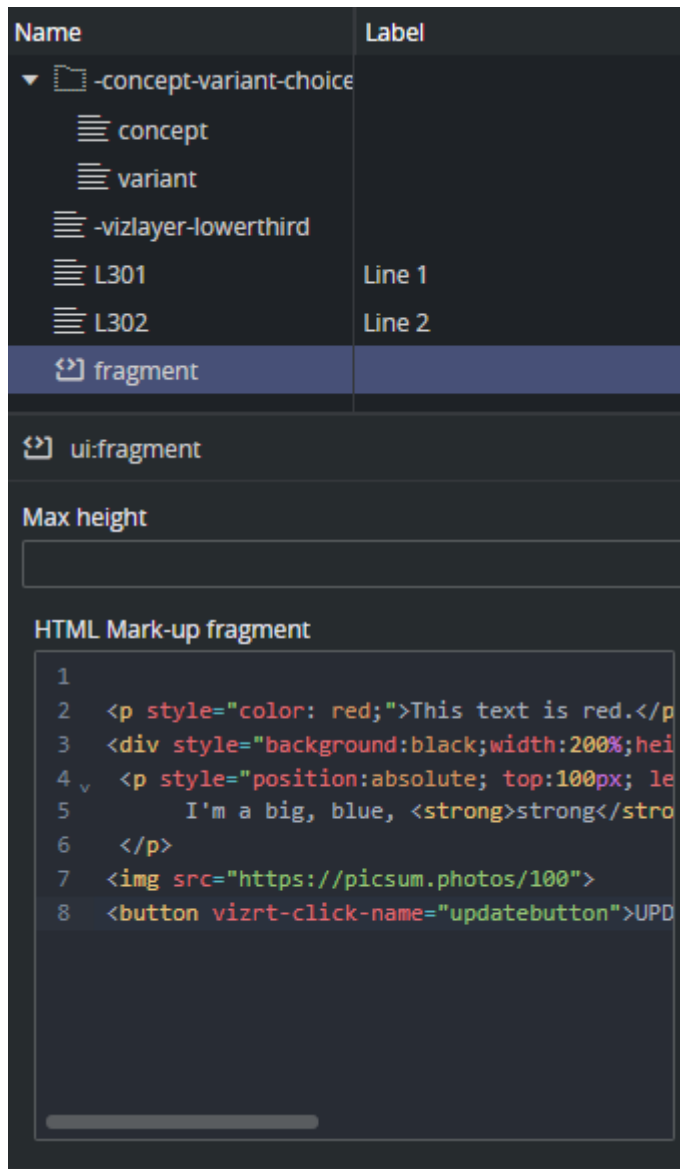 Name Label
-concept-variant-choice
concept
variant
-vizlayer-lowerthird
L301 Line 1
L302 Line 2
fragment
ui:fragment
Max height
HTML Mark-up fragment
1
2 <p style="color: red;">This text is red.</p
3 <div style="background:black;width:200%;hei
4 <p style="position:absolute; top:100px; le
5 I'm a big, blue, <strong>strong</stro
6 </p>
7 <img src="https://picsum.photos/100">
8 <button vizrt-click-name="updatebutton">UPD